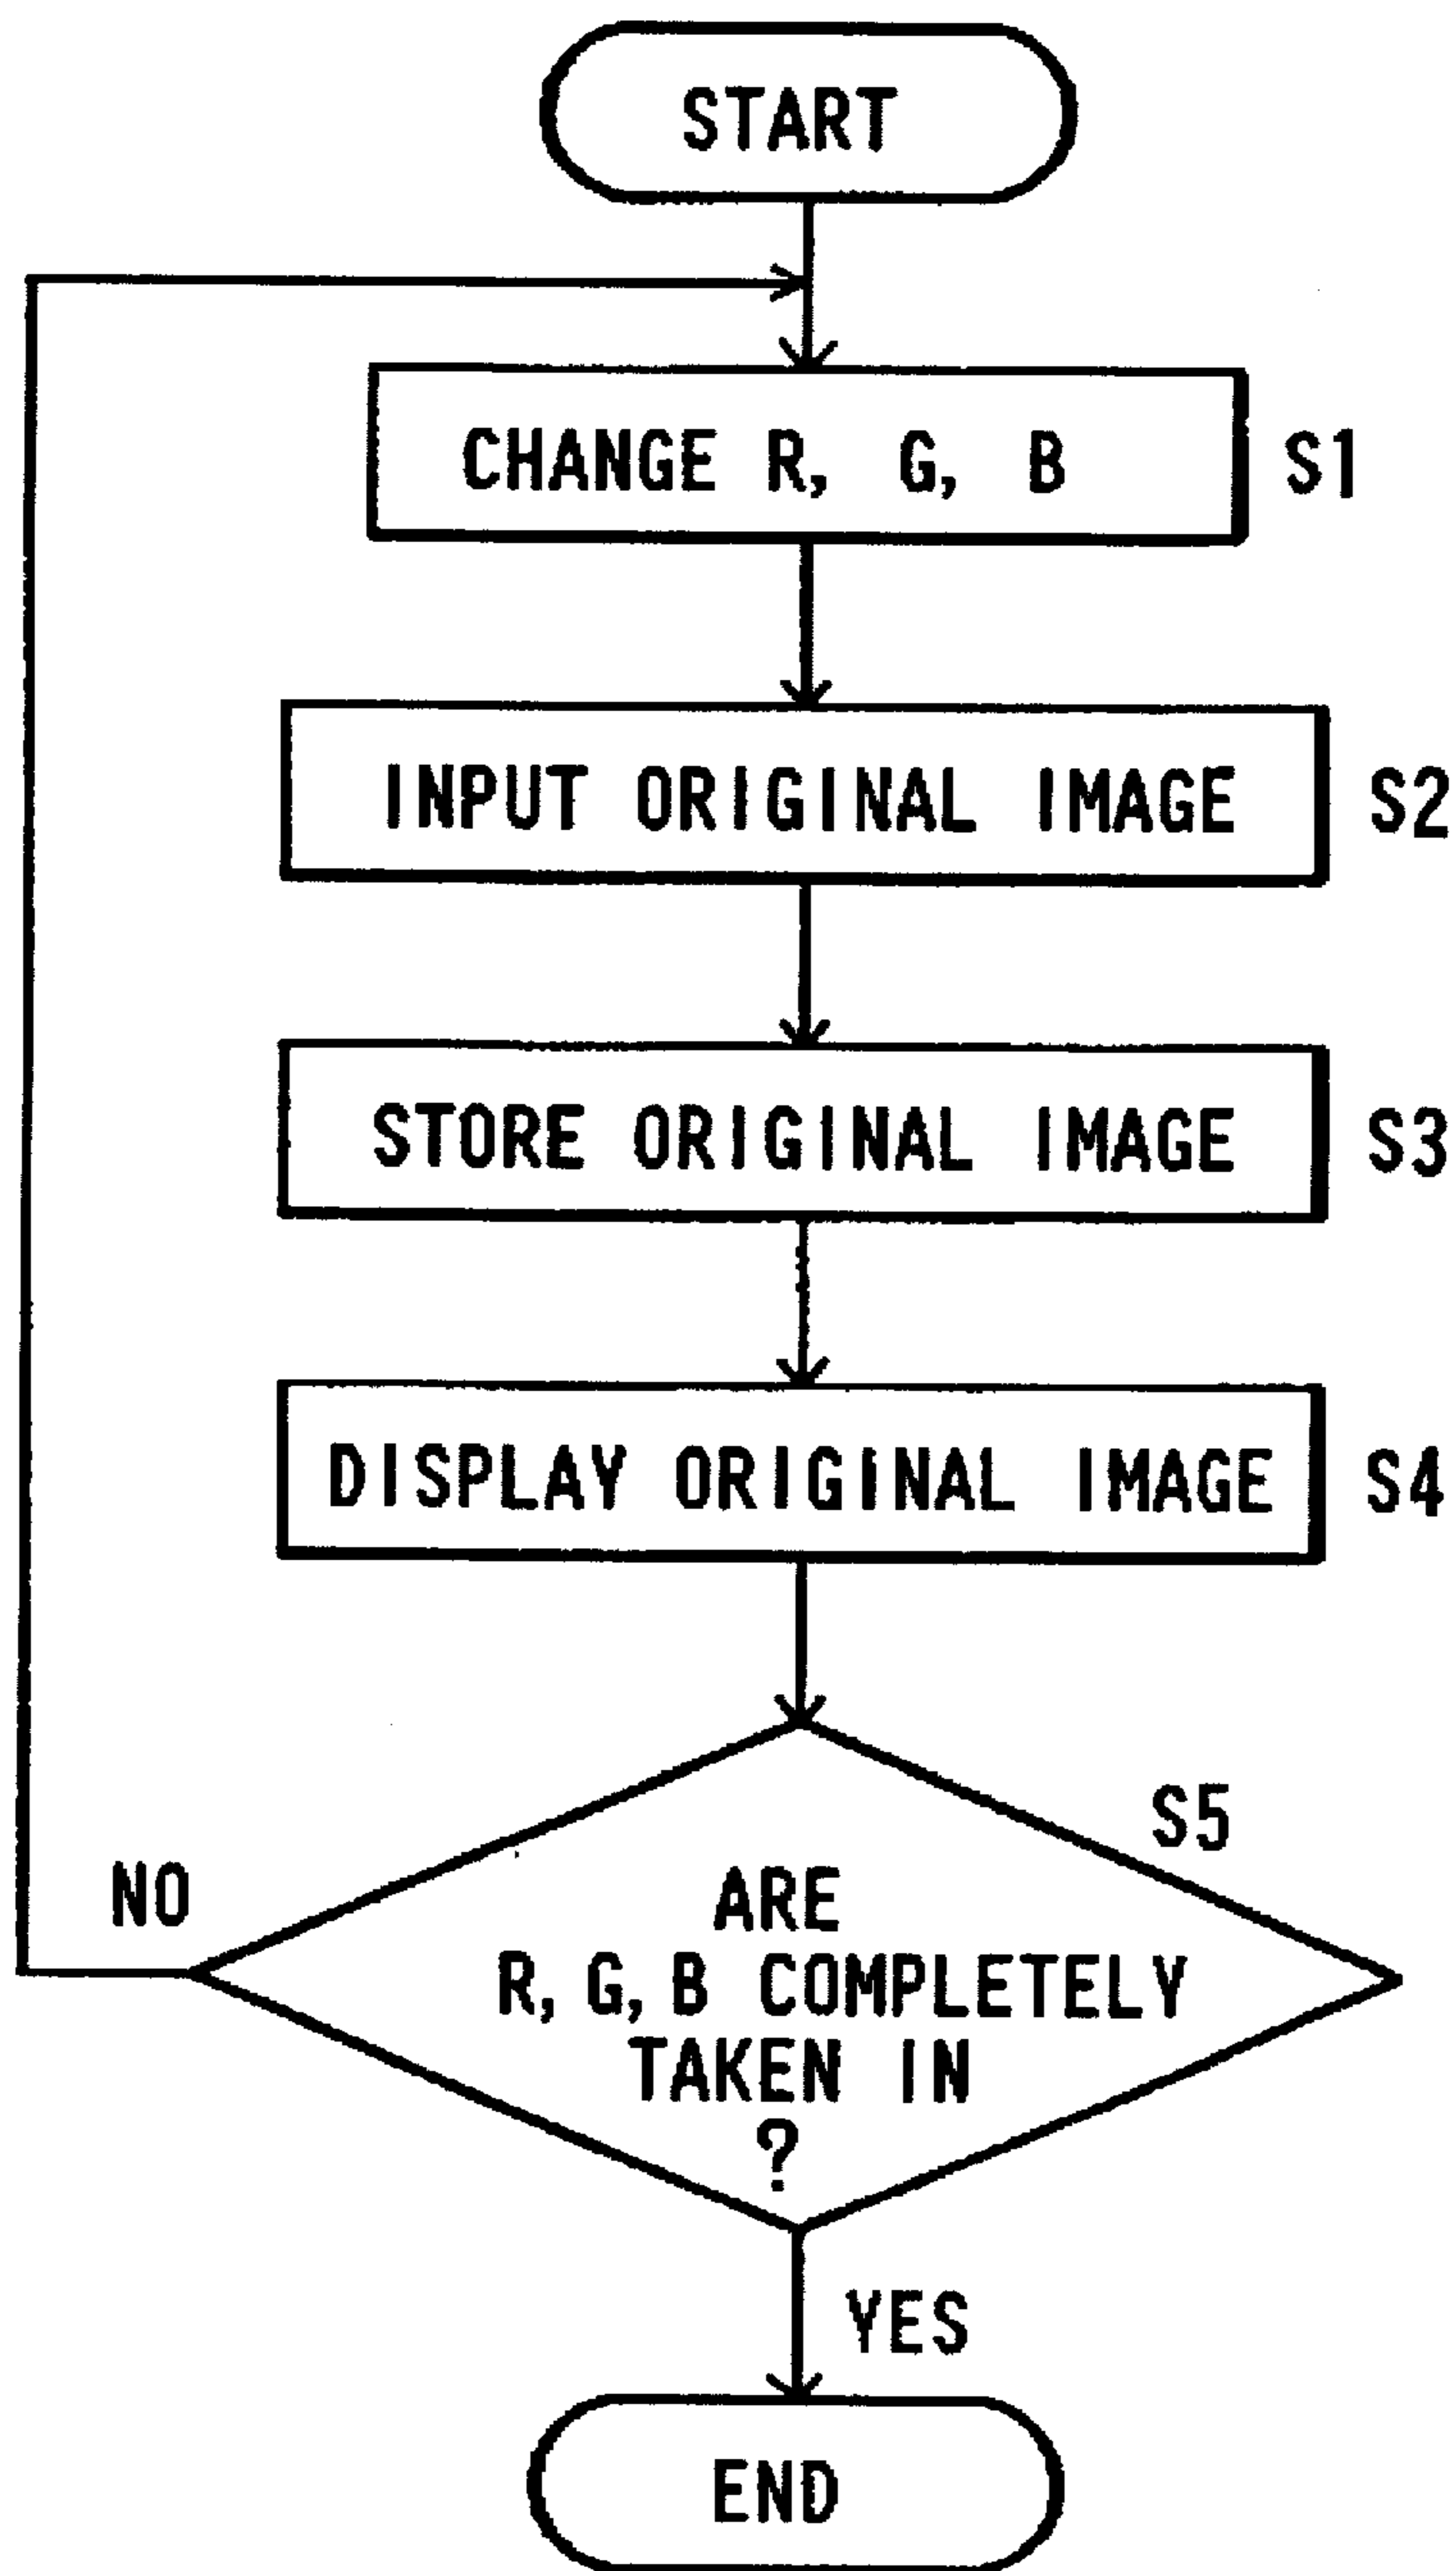 START
CHANGE R, G, B S1
INPUT ORIGINAL IMAGE S2
STORE ORIGINAL IMAGE S3
DISPLAY ORIGINAL IMAGE S4
S5
NO
ARE
R, G, B COMPLETELY
TAKEN IN
?
YES
END